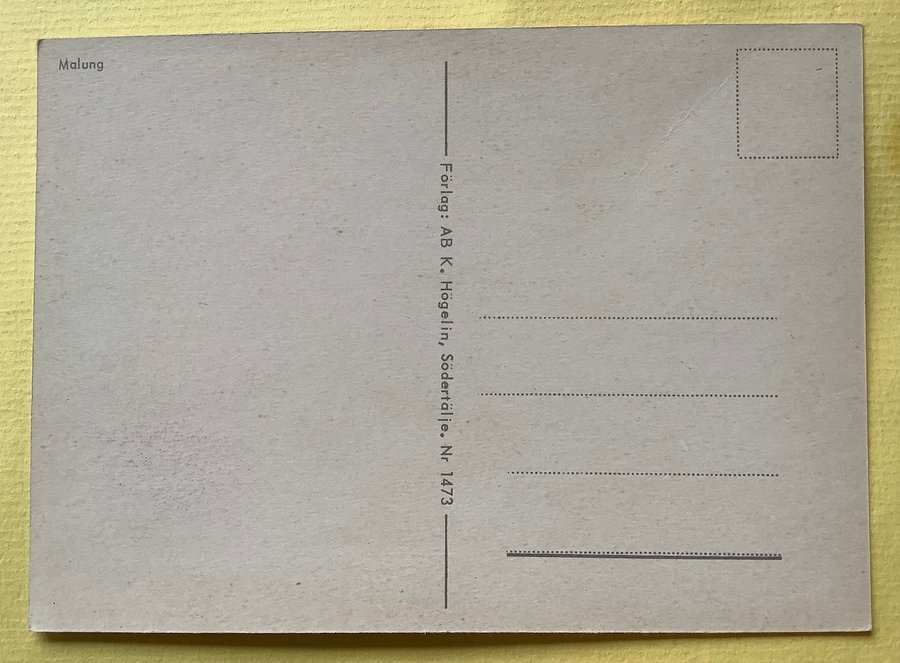 Malung
Förlag: AB K. Högelin, Södertälje. Nr 1473